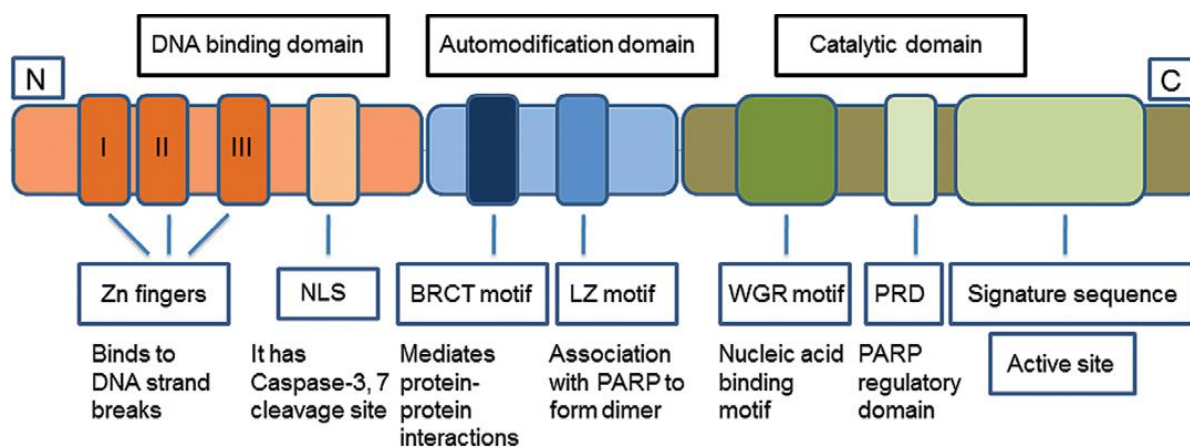 DNA binding domain
Automodification domain
Catalytic domain
N
C
I
II
III
Zn fingers
NLS
BRCT motif
LZ motif
WGR motif
PRD
Signature sequence
Active site
Binds to
DNA strand
breaks
It has
Caspase-3, 7
cleavage site
Mediates
protein-
protein
interactions
Association
with PARP to
form dimer
Nucleic acid
binding
motif
PARP
regulatory
domain